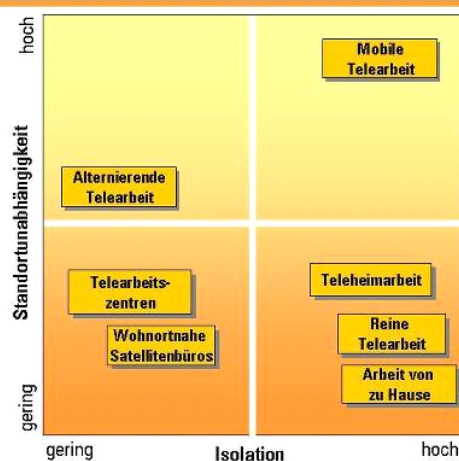 hoch
Standortunabhängigkeit
gering
Mobile
Telearbeit
Alternierende
Telearbeit
Telearbeits-
zentren
Wohnortnahe
Satellitenbüros
Teleheimarbeit
Reine
Telearbeit
Arbeit von
zu Hause
gering
Isolation
hoch